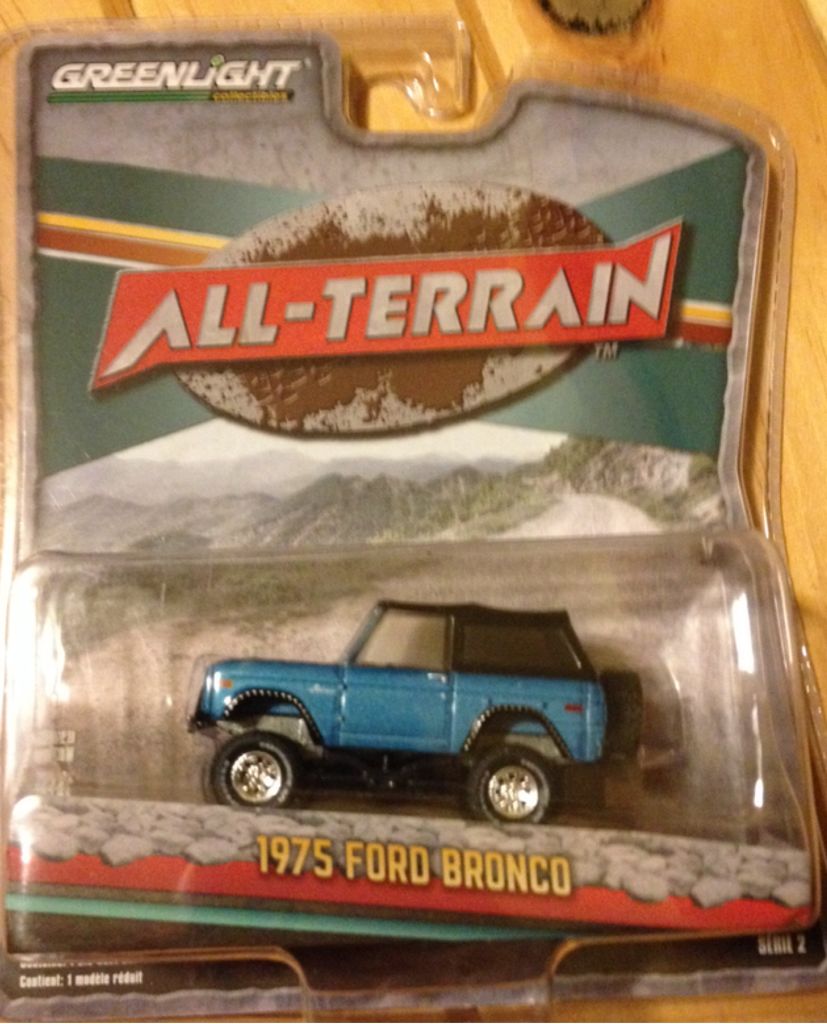 GREENLIGHT
collectibles
ALL-TERRAIN
TM
1975 FORD BRONCO
SERIE 2
Contient: 1 modèle réduit